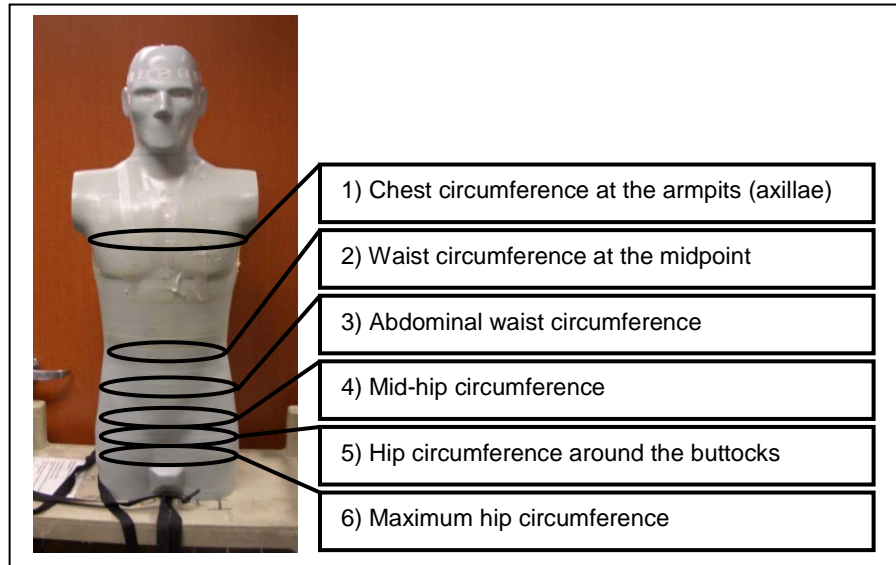 1) Chest circumference at the armpits (axillae)
2) Waist circumference at the midpoint
3) Abdominal waist circumference
4) Mid-hip circumference
5) Hip circumference around the buttocks
6) Maximum hip circumference